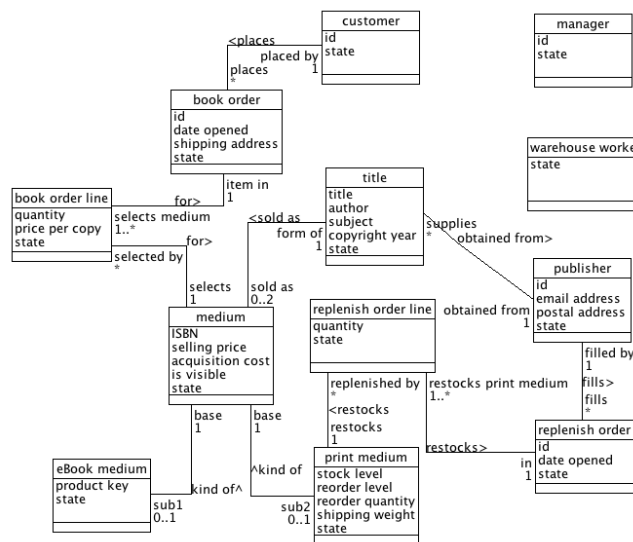 customer
id
state
manager
id
state
<places
placed by
1
places
*
book order
id
date opened
shipping address
state
warehouse worke
state
item in
1
for>
book order line
quantity
price per copy
state
selects medium
1..*
for>
selected by
*
title
title
author
subject
copyright year
state
<sold as
form of
1
supplies
*
obtained from>
publisher
id
email address
postal address
state
selects
1
sold as
0..2
obtained from
1
medium
ISBN
selling price
acquisition cost
is visible
state
replenish order line
quantity
state
filled by
1
fills>
fills
*
replenished by
*
<restocks
restocks
1
restocks print medium
1..*
restocks>
in
1
replenish order
id
date opened
state
base
1
base
1
^kind of
kind of^
eBook medium
product key
state
sub1
0..1
sub2
0..1
print medium
stock level
reorder level
reorder quantity
shipping weight
state